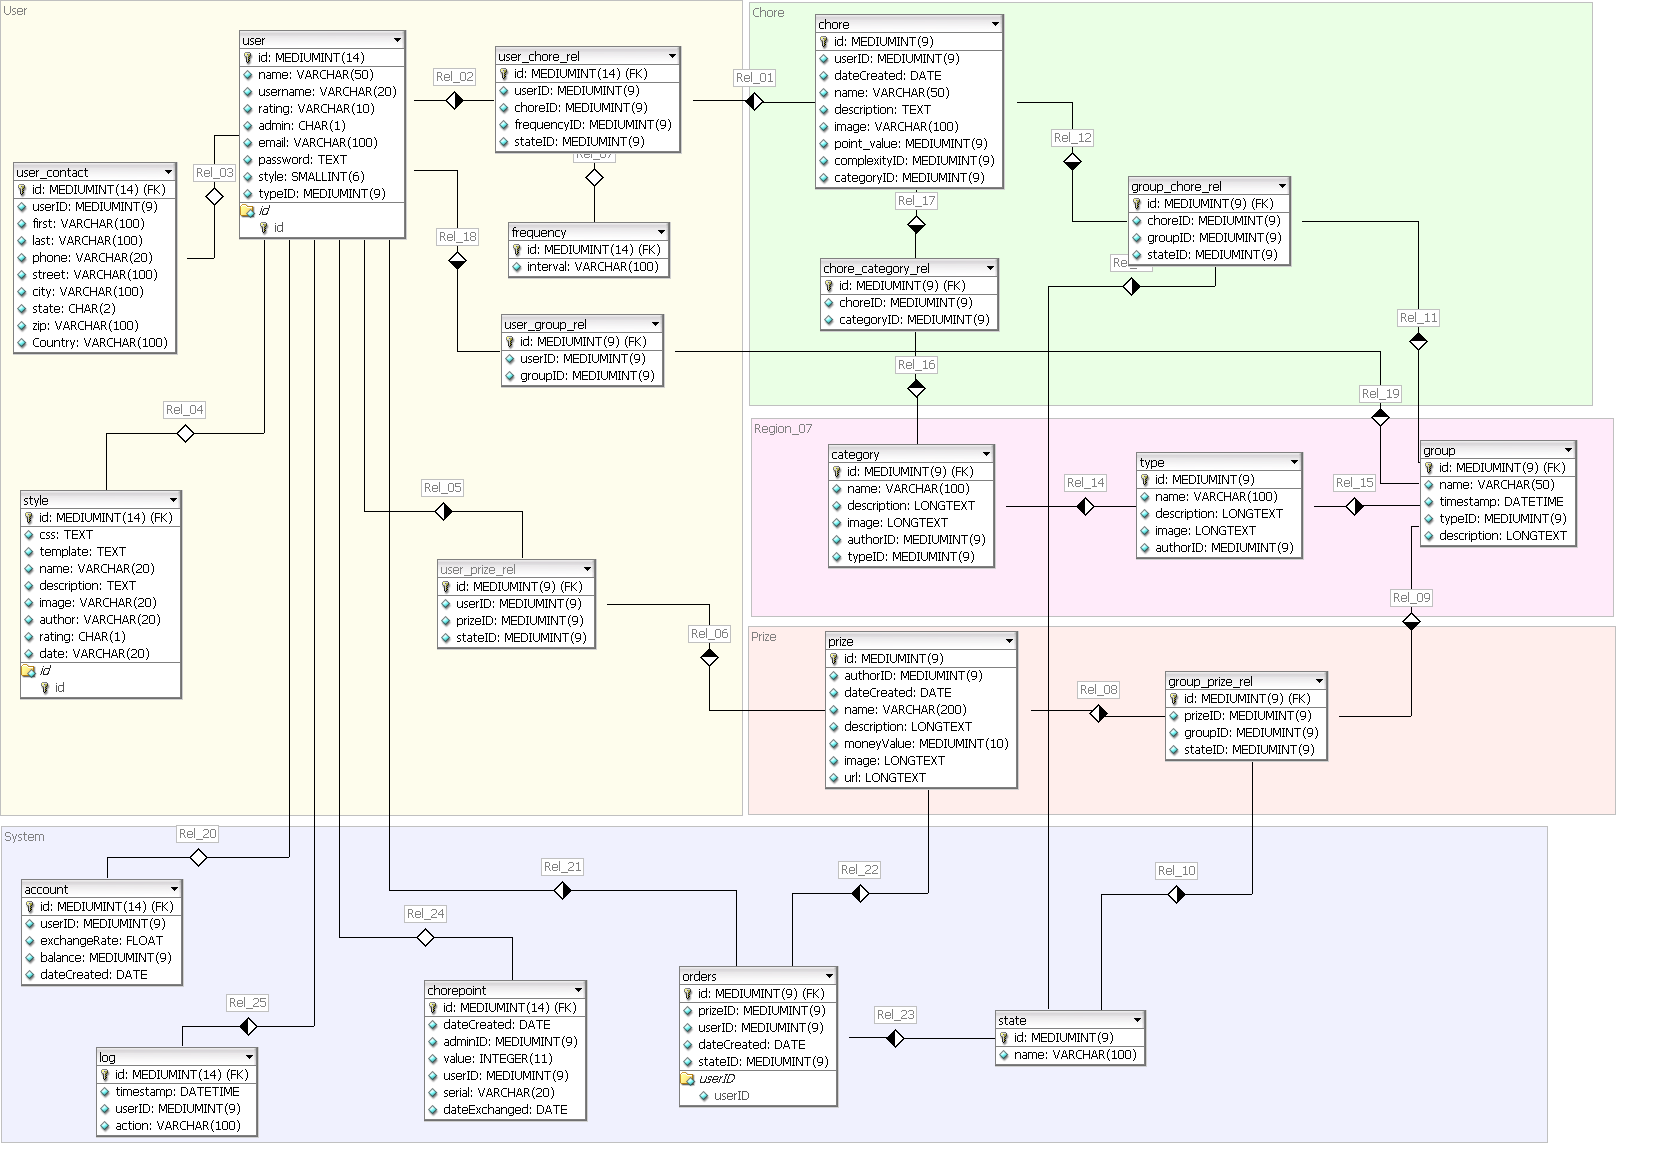 User
user
id: MEDIUMINT(14)
name: VARCHAR(50)
username: VARCHAR(20)
rating: VARCHAR(10)
admin: CHAR(1)
email: VARCHAR(100)
password: TEXT
style: SMALLINT(6)
typeID: MEDIUMINT(9)
id
id
Rel_02
user_chore_rel
id: MEDIUMINT(14) (FK)
userID: MEDIUMINT(9)
choreID: MEDIUMINT(9)
frequencyID: MEDIUMINT(9)
stateID: MEDIUMINT(9)
Rel_07
frequency
id: MEDIUMINT(14) (FK)
interval: VARCHAR(100)
Rel_03
user_contact
id: MEDIUMINT(14) (FK)
userID: MEDIUMINT(9)
first: VARCHAR(100)
last: VARCHAR(100)
phone: VARCHAR(20)
street: VARCHAR(100)
city: VARCHAR(100)
state: CHAR(2)
zip: VARCHAR(100)
Country: VARCHAR(100)
Rel_18
user_group_rel
id: MEDIUMINT(9) (FK)
userID: MEDIUMINT(9)
groupID: MEDIUMINT(9)
Rel_04
style
id: MEDIUMINT(14) (FK)
css: TEXT
template: TEXT
name: VARCHAR(20)
description: TEXT
image: VARCHAR(20)
author: VARCHAR(20)
rating: CHAR(1)
date: VARCHAR(20)
id
id
Rel_05
user_prize_rel
id: MEDIUMINT(9) (FK)
userID: MEDIUMINT(9)
prizeID: MEDIUMINT(9)
stateID: MEDIUMINT(9)
Rel_06
Chore
Rel_01
chore
id: MEDIUMINT(9)
userID: MEDIUMINT(9)
dateCreated: DATE
name: VARCHAR(50)
description: TEXT
image: VARCHAR(100)
point_value: MEDIUMINT(9)
complexityID: MEDIUMINT(9)
categoryID: MEDIUMINT(9)
Rel_12
group_chore_rel
id: MEDIUMINT(9) (FK)
choreID: MEDIUMINT(9)
groupID: MEDIUMINT(9)
stateID: MEDIUMINT(9)
Rel_17
chore_category_rel
id: MEDIUMINT(9) (FK)
choreID: MEDIUMINT(9)
categoryID: MEDIUMINT(9)
Rel_11
Rel_16
Rel_19
Region_07
category
id: MEDIUMINT(9) (FK)
name: VARCHAR(100)
description: LONGTEXT
image: LONGTEXT
authorID: MEDIUMINT(9)
typeID: MEDIUMINT(9)
Rel_14
type
id: MEDIUMINT(9)
name: VARCHAR(100)
description: LONGTEXT
image: LONGTEXT
authorID: MEDIUMINT(9)
Rel_15
group
id: MEDIUMINT(9) (FK)
name: VARCHAR(50)
timestamp: DATETIME
typeID: MEDIUMINT(9)
description: LONGTEXT
Rel_09
Prize
prize
id: MEDIUMINT(9)
authorID: MEDIUMINT(9)
dateCreated: DATE
name: VARCHAR(200)
description: LONGTEXT
moneyValue: MEDIUMINT(10)
image: LONGTEXT
url: LONGTEXT
Rel_08
group_prize_rel
id: MEDIUMINT(9) (FK)
prizeID: MEDIUMINT(9)
groupID: MEDIUMINT(9)
stateID: MEDIUMINT(9)
System
Rel_20
account
id: MEDIUMINT(14) (FK)
userID: MEDIUMINT(9)
exchangeRate: FLOAT
balance: MEDIUMINT(9)
dateCreated: DATE
Rel_25
log
id: MEDIUMINT(14) (FK)
timestamp: DATETIME
userID: MEDIUMINT(9)
action: VARCHAR(100)
Rel_24
chorepoint
id: MEDIUMINT(14) (FK)
dateCreated: DATE
adminID: MEDIUMINT(9)
value: INTEGER(11)
userID: MEDIUMINT(9)
serial: VARCHAR(20)
dateExchanged: DATE
Rel_21
Rel_22
orders
id: MEDIUMINT(9) (FK)
prizeID: MEDIUMINT(9)
userID: MEDIUMINT(9)
dateCreated: DATE
stateID: MEDIUMINT(9)
userID
userID
Rel_23
Rel_10
state
id: MEDIUMINT(9)
name: VARCHAR(100)